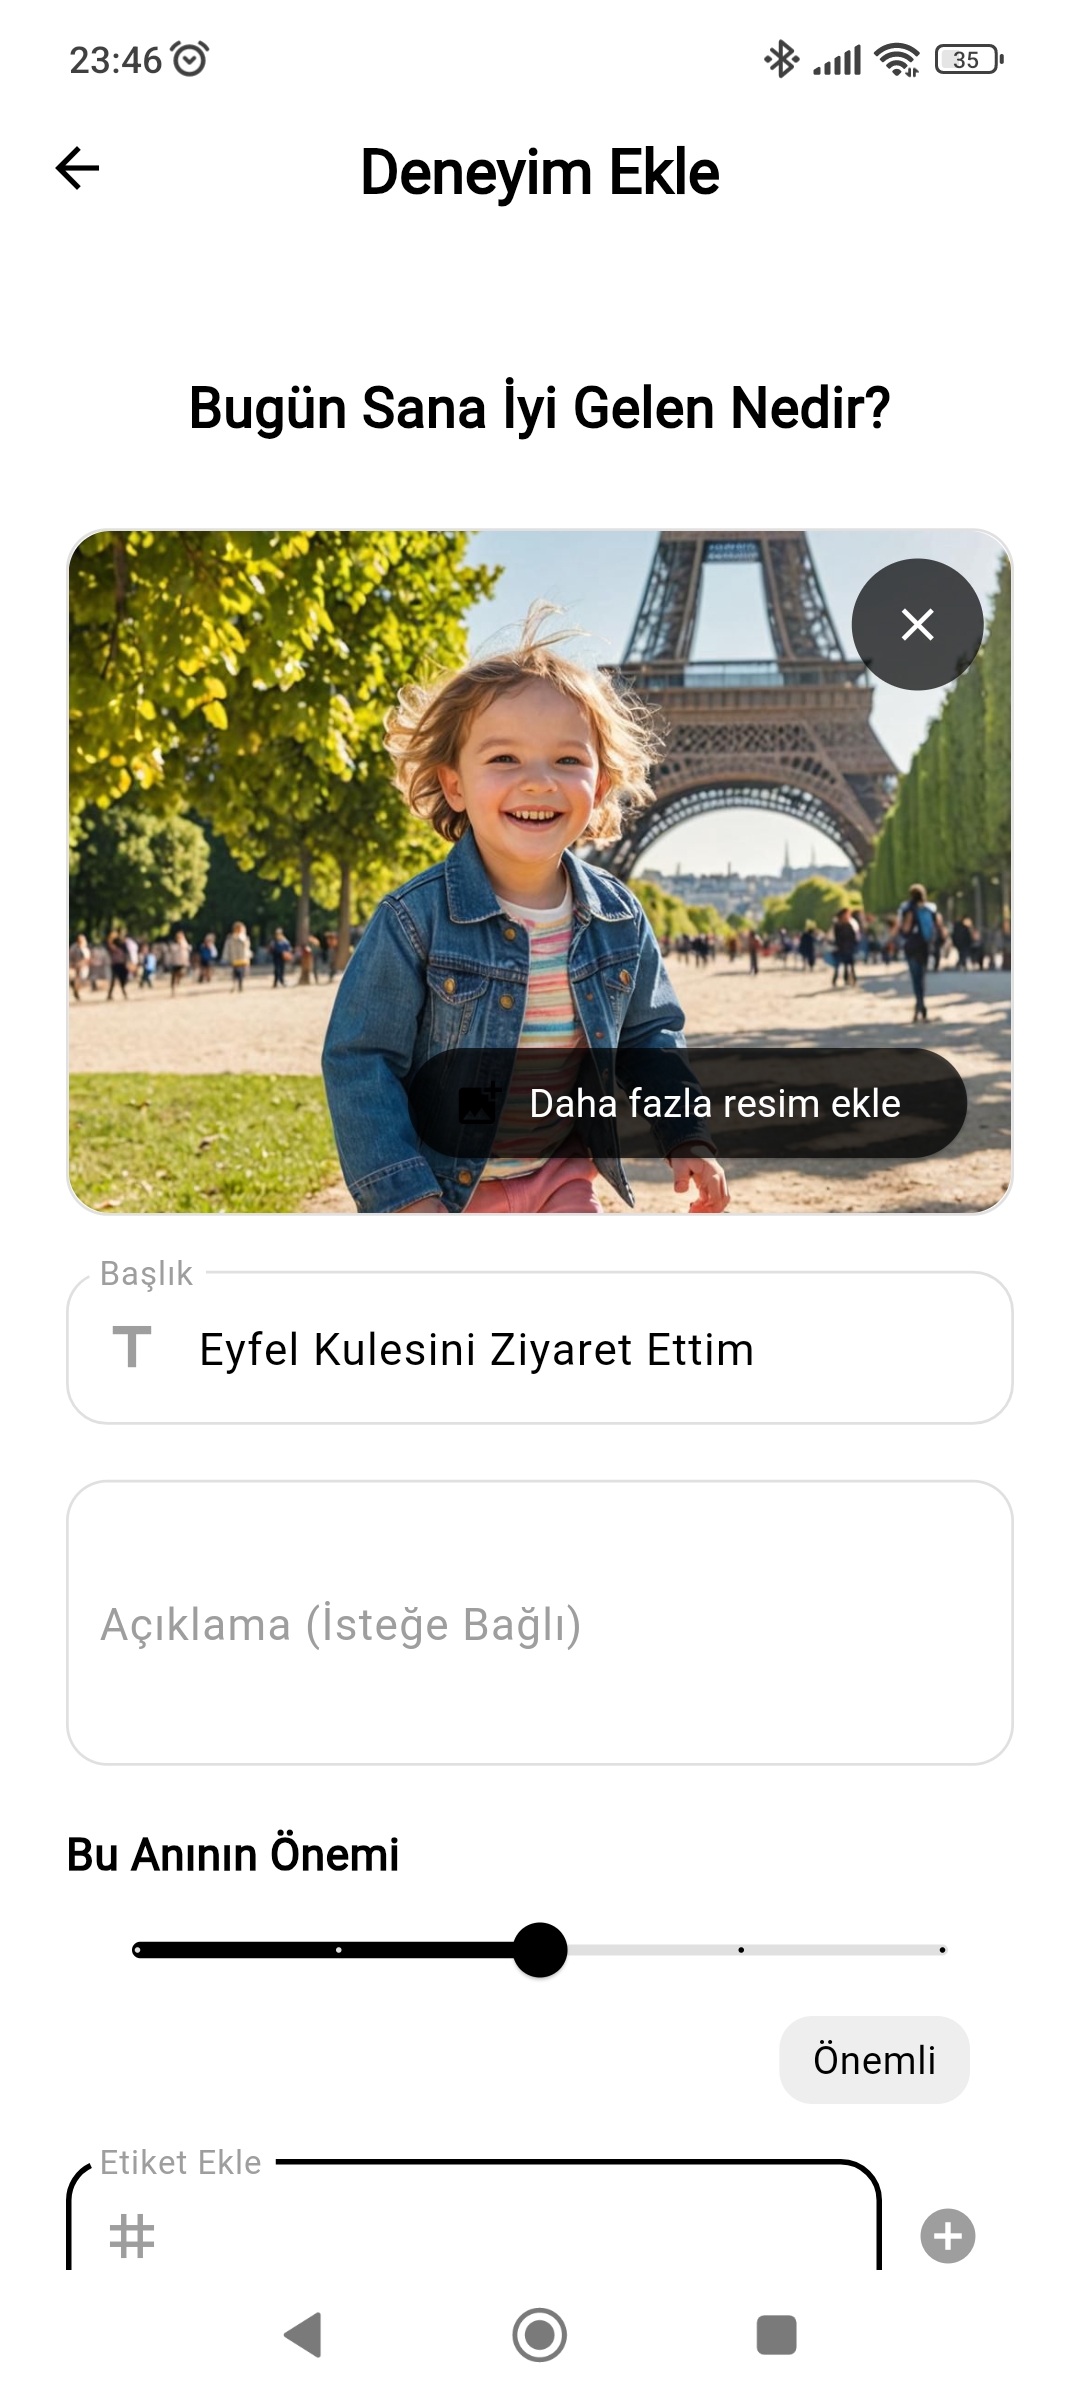 23:46
35
Deneyim Ekle
Bugün Sana İyi Gelen Nedir?
Daha fazla resim ekle
Başlık
Eyfel Kulesini Ziyaret Ettim
Açıklama (İsteğe Bağlı)
Bu Anının Önemi
Önemli
Etiket Ekle